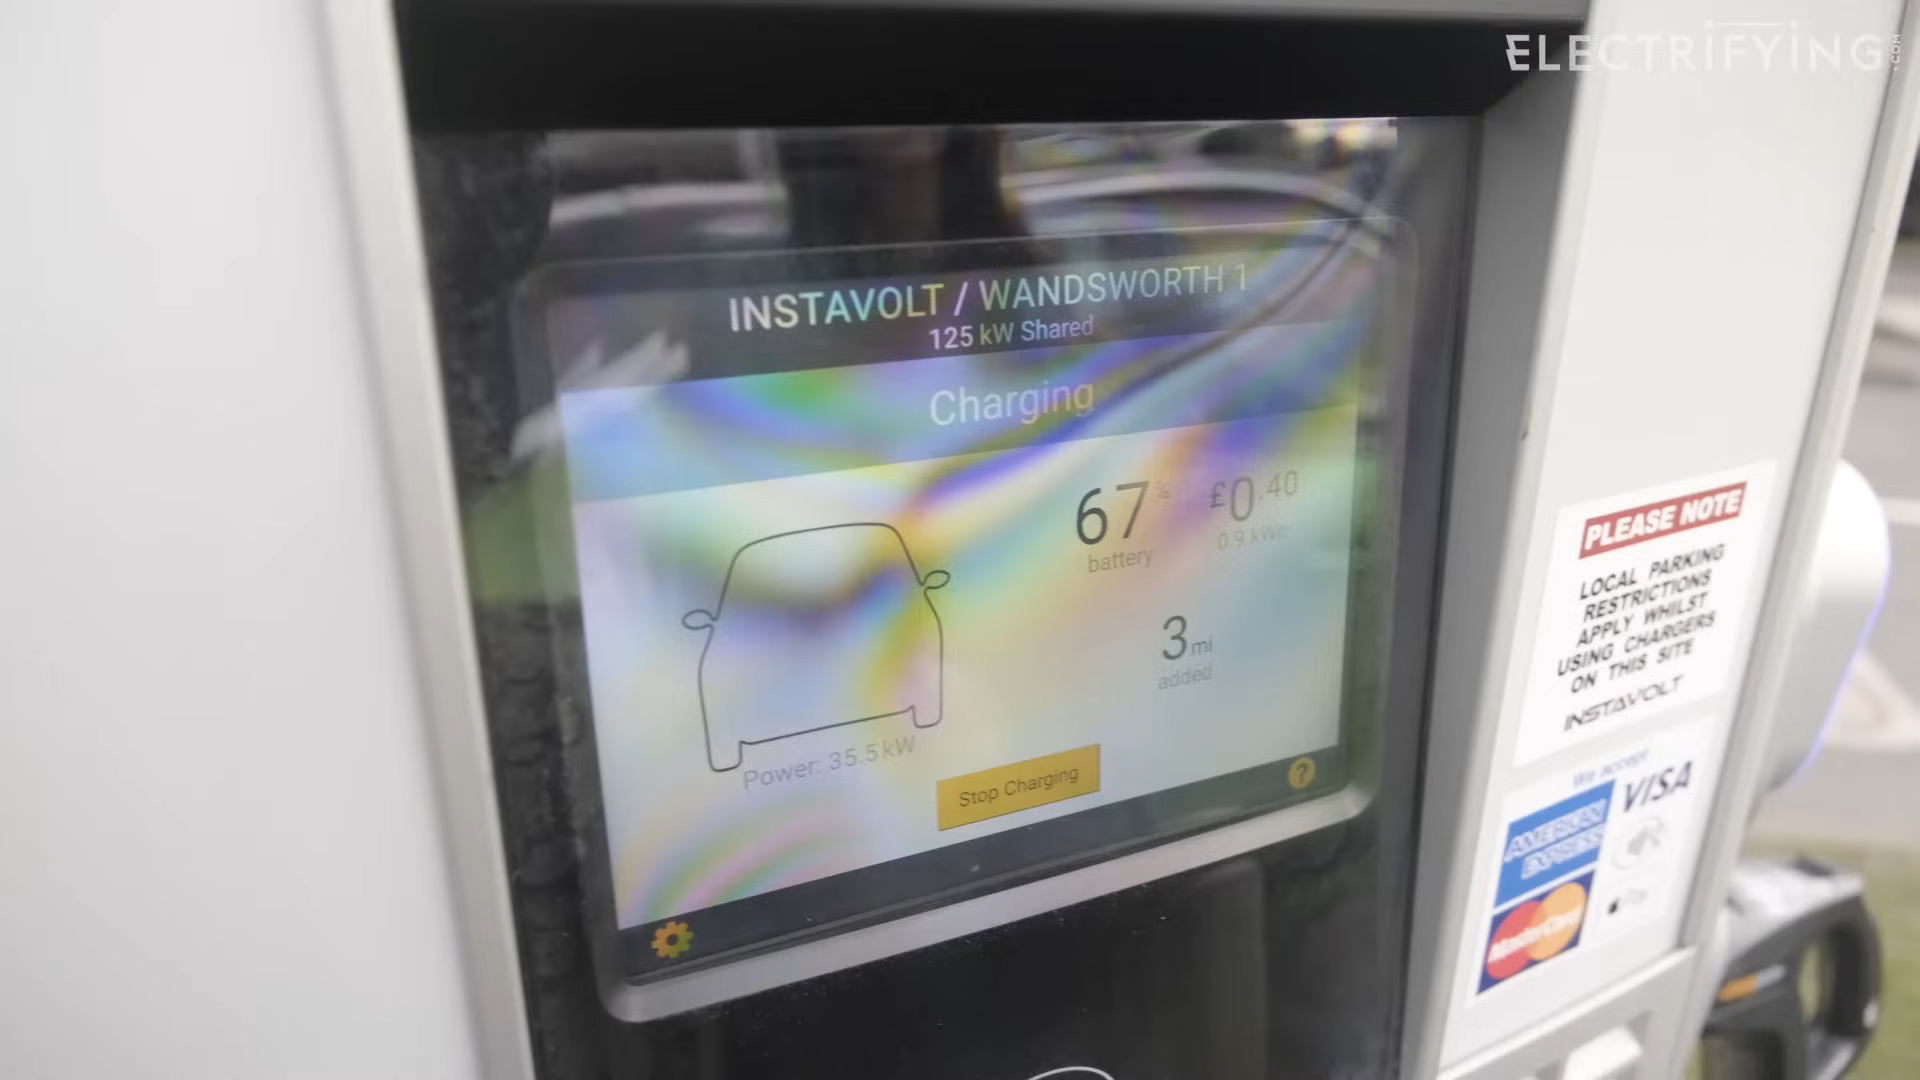 ELECTRIFYING
.COM
INSTAVOLT / WANDSWORTH 1
125 kW Shared
Charging
67%
battery
£0.40
0.9 kWh
3 mi
added
Power: 35.5 kW
Stop Charging
?
PLEASE NOTE
LOCAL PARKING
RESTRICTIONS
APPLY WHILST
USING CHARGERS
ON THIS SITE
INSTAVOLT
We accept
AMERICAN
EXPRESS
VISA
MasterCard